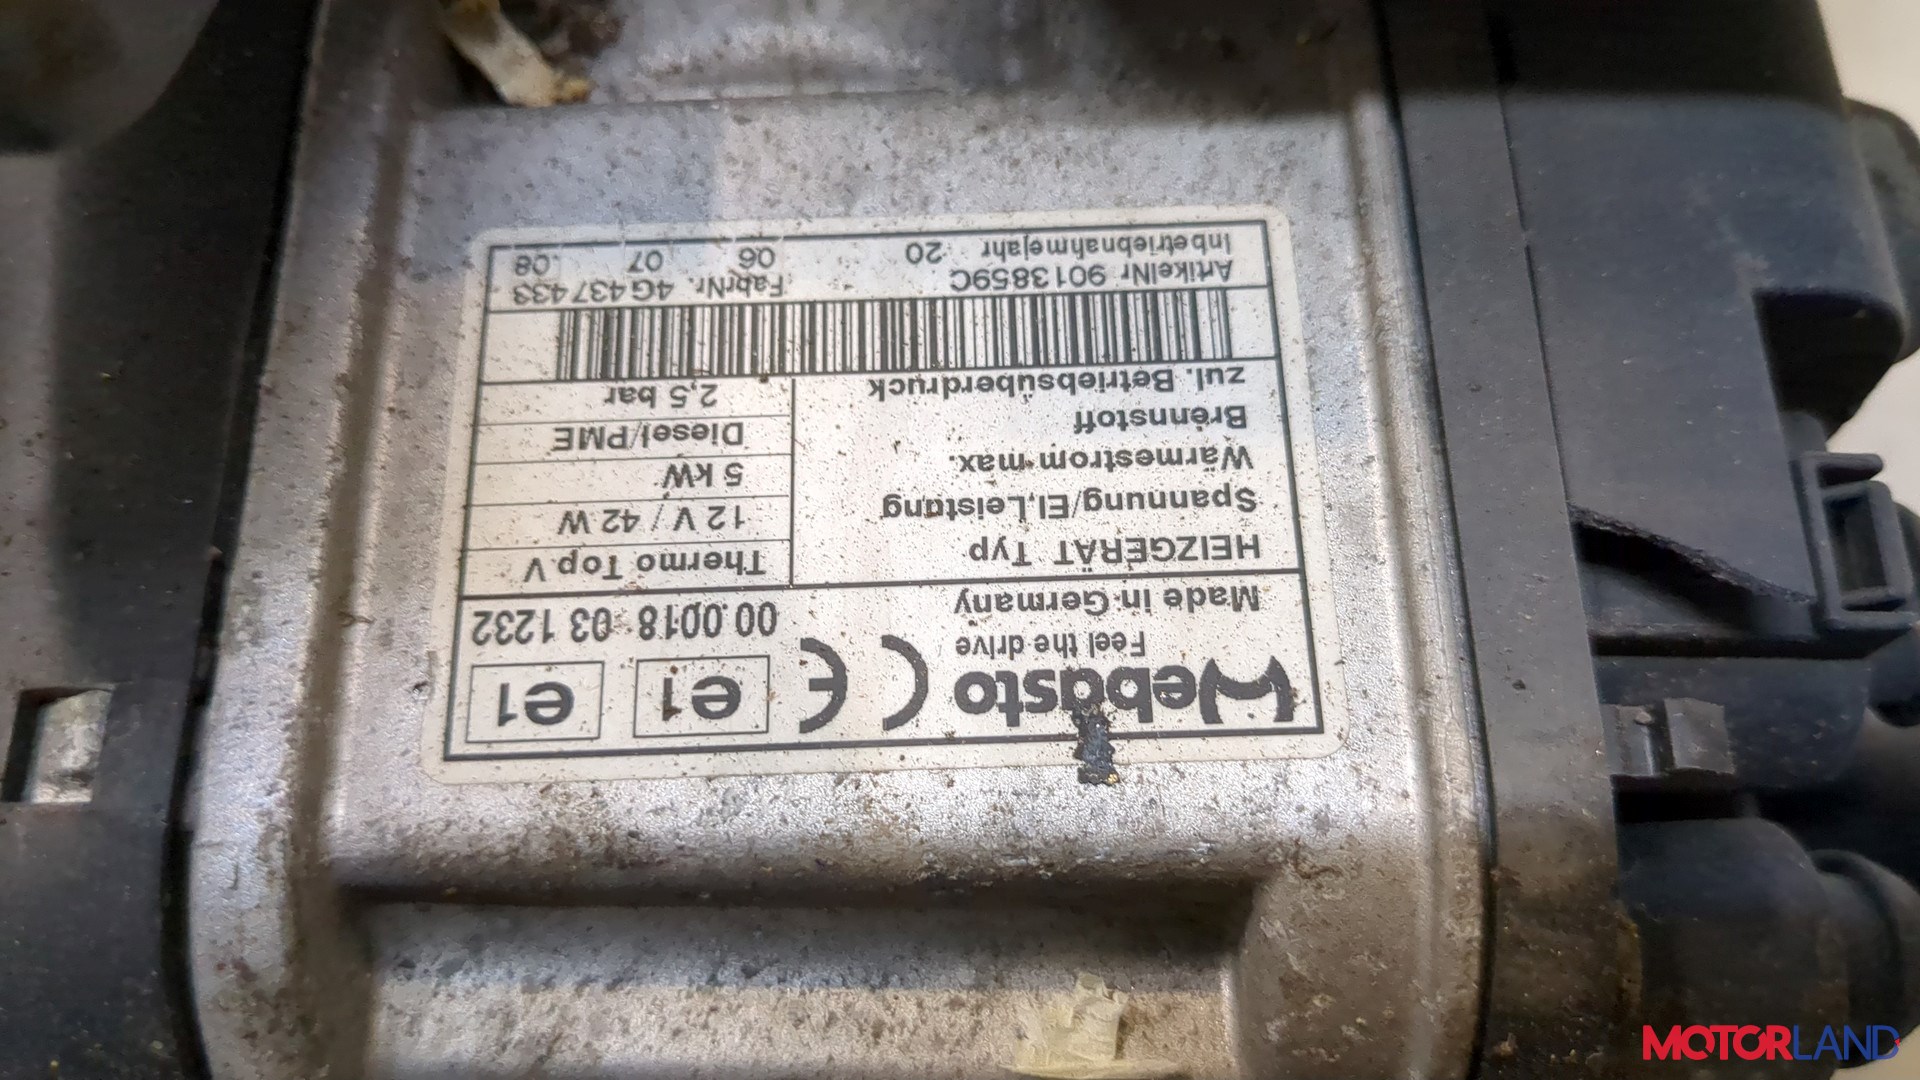 Webasto
Feel the drive
Made in Germany
CE
e1
e1
00.0018 03 1232
HEIZGERÄT Typ Thermo Top V
Spannung/El.Leistung 12 V / 42 W
Wärmestrom max. 5 kW
Brennstoff Diesel/PME
zul. Betriebsüberdruck 2,5 bar
ArtikelNr 9013859C FabrNr. 4G437433
Inbetriebnahmejahr 20 06 07 08
MOTORLAND